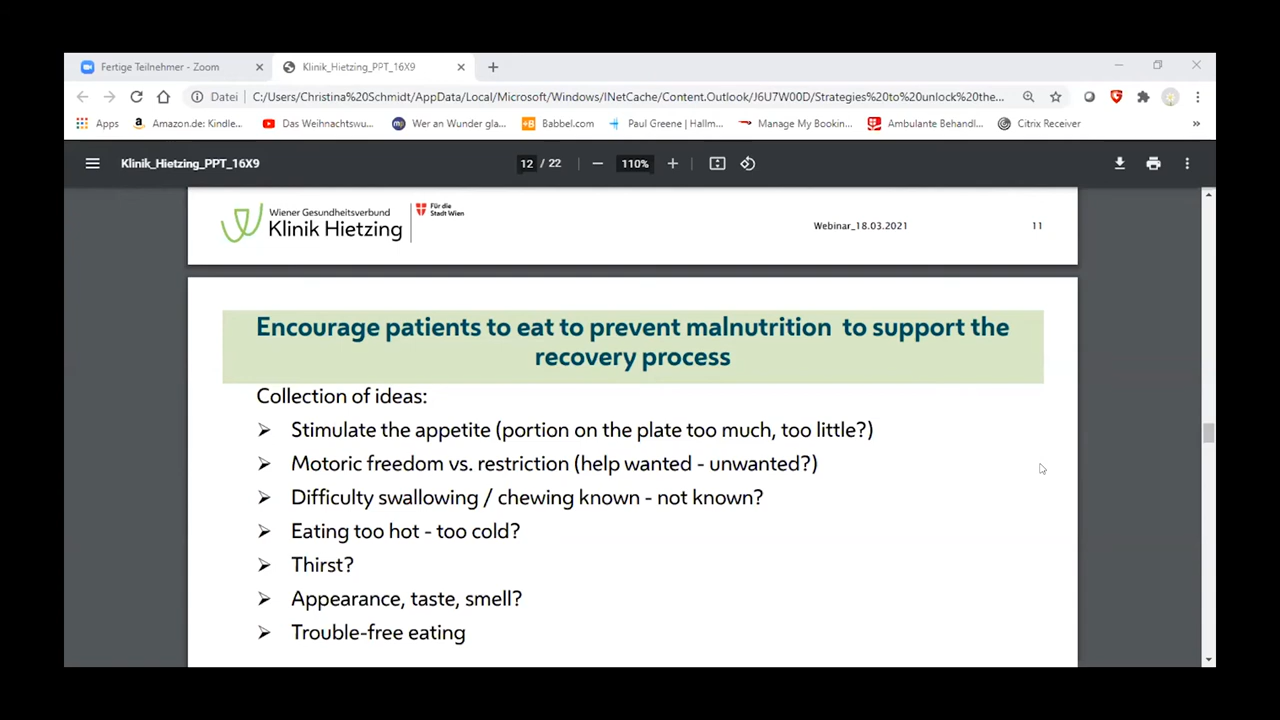 Fertige Teilnehmer - Zoom
Klinik_Hietzing_PPT_16X9
Datei
C:/Users/Christina%20Schmidt/AppData/Local/Microsoft/Windows/INetCache/Content.Outlook/J6U7W00D/Strategies%20to%20unlock%20the...
Apps
Amazon.de: Kindle...
Das Weihnachtswu...
Wer an Wunder gla...
Babbel.com
Paul Greene | Hallm...
Manage My Bookin...
Ambulante Behandl...
Citrix Receiver
»
Klinik_Hietzing_PPT_16X9
12 / 22
110%
Wiener Gesundheitsverbund
Klinik Hietzing
Für die
Stadt Wien
Webinar_18.03.2021
11
Encourage patients to eat to prevent malnutrition to support the
recovery process
Collection of ideas:
➢ Stimulate the appetite (portion on the plate too much, too little?)
➢ Motoric freedom vs. restriction (help wanted - unwanted?)
➢ Difficulty swallowing / chewing known - not known?
➢ Eating too hot - too cold?
➢ Thirst?
➢ Appearance, taste, smell?
➢ Trouble-free eating